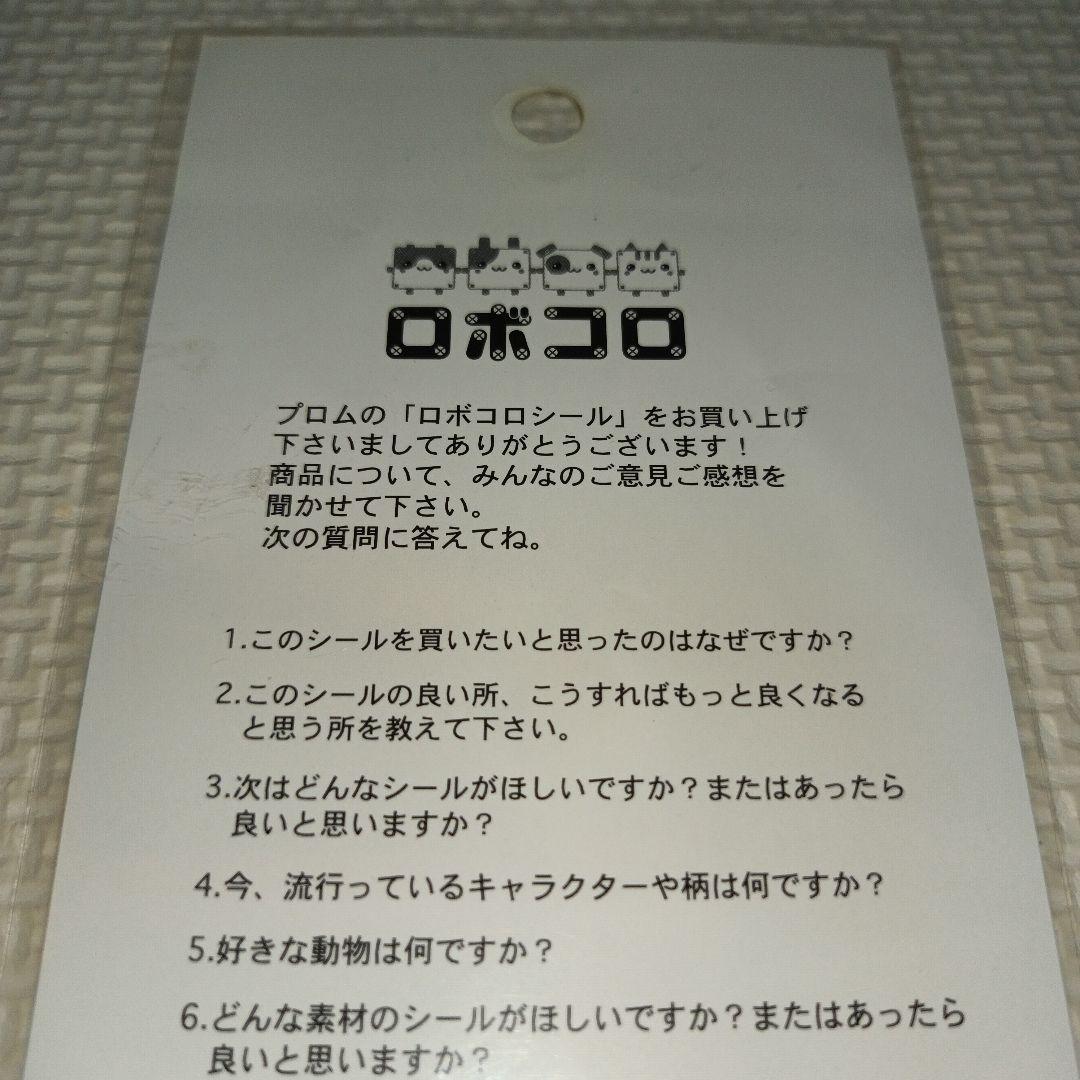 ロボコロ
プロムの「ロボコロシール」をお買い上げ
下さいましてありがとうございます！
商品について、みんなのご意見ご感想を
聞かせて下さい。
次の質問に答えてね。
1.このシールを買いたいと思ったのはなぜですか？
2.このシールの良い所、こうすればもっと良くなる
と思う所を教えて下さい。
3.次はどんなシールがほしいですか？またはあったら
良いと思いますか？
4.今、流行っているキャラクターや柄は何ですか？
5.好きな動物は何ですか？
6.どんな素材のシールがほしいですか？またはあったら
良いと思いますか？